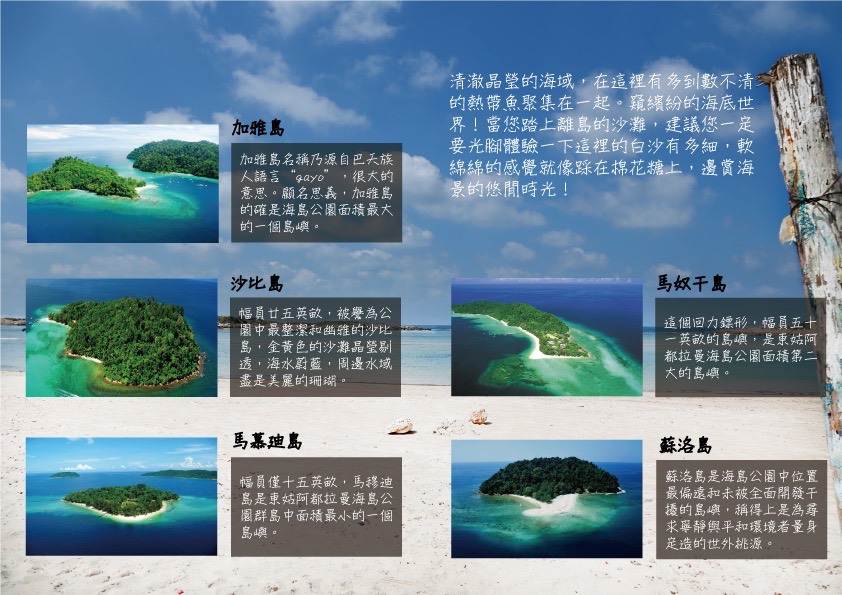 清澈晶瑩的海域，在這裡有多到數不清
的熱帶魚聚集在一起。窺繽紛的海底世
界！當您踏上離島的沙灘，建議您一定
要光腳體驗一下這裡的白沙有多細，軟
綿綿的感覺就像踩在棉花糖上，邊賞海
景的悠閒時光！
加雅島
加雅島名稱乃源自巴夭族
人語言“gayo”，很大的
意思。顧名思義，加雅島
的確是海島公園面積最大
的一個島嶼。
沙比島
幅員廿五英畝，被譽為公
園中最整潔和幽雅的沙比
島，金黃色的沙灘晶瑩剔
透，海水蔚藍，周邊水域
盡是美麗的珊瑚。
馬奴干島
這個回力鏢形，幅員五十
一英畝的島嶼，是東姑阿
都拉曼海島公園面積第二
大的島嶼。
馬慕迪島
幅員僅十五英畝，馬穆迪
島是東姑阿都拉曼海島公
園群島中面積最小的一個
島嶼。
蘇洛島
蘇洛島是海島公園中位置
最偏遠和未被全面開發干
擾的島嶼，稱得上是為尋
求寧靜與平和環境者量身
定造的世外桃源。